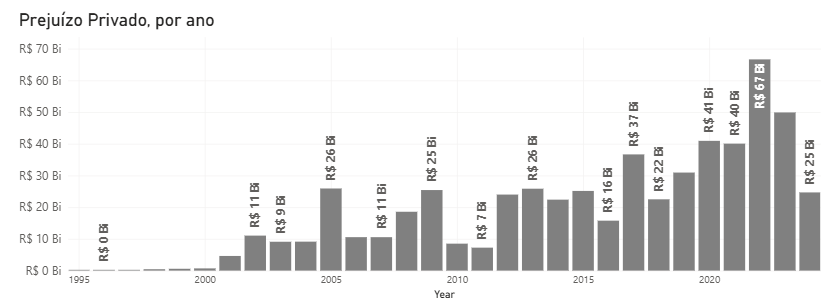 Prejuízo Privado, por ano
R$ 70 Bi
R$ 60 Bi
R$ 50 Bi
R$ 40 Bi
R$ 30 Bi
R$ 20 Bi
R$ 10 Bi
R$ 0 Bi
R$ 0 Bi
R$ 11 Bi
R$ 9 Bi
R$ 26 Bi
R$ 11 Bi
R$ 25 Bi
R$ 7 Bi
R$ 26 Bi
R$ 16 Bi
R$ 37 Bi
R$ 22 Bi
R$ 41 Bi
R$ 40 Bi
R$ 67 Bi
R$ 25 Bi
1995
2000
2005
2010
2015
2020
Year